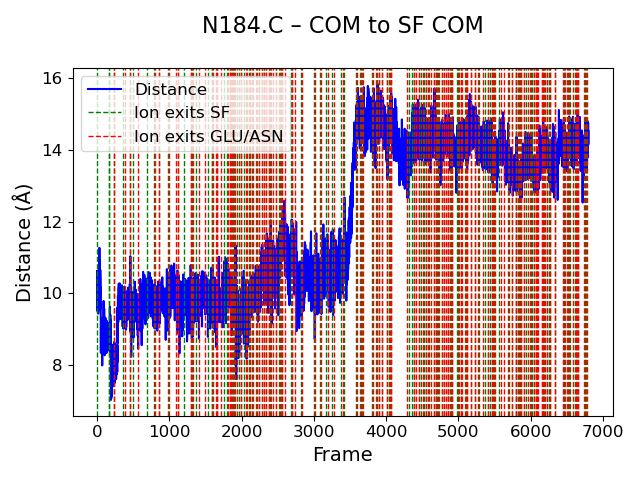 N184.C – COM to SF COM
Distance
Ion exits SF
Ion exits GLU/ASN
Distance (Å)
16
14
12
10
8
0 1000 2000 3000 4000 5000 6000 7000
Frame